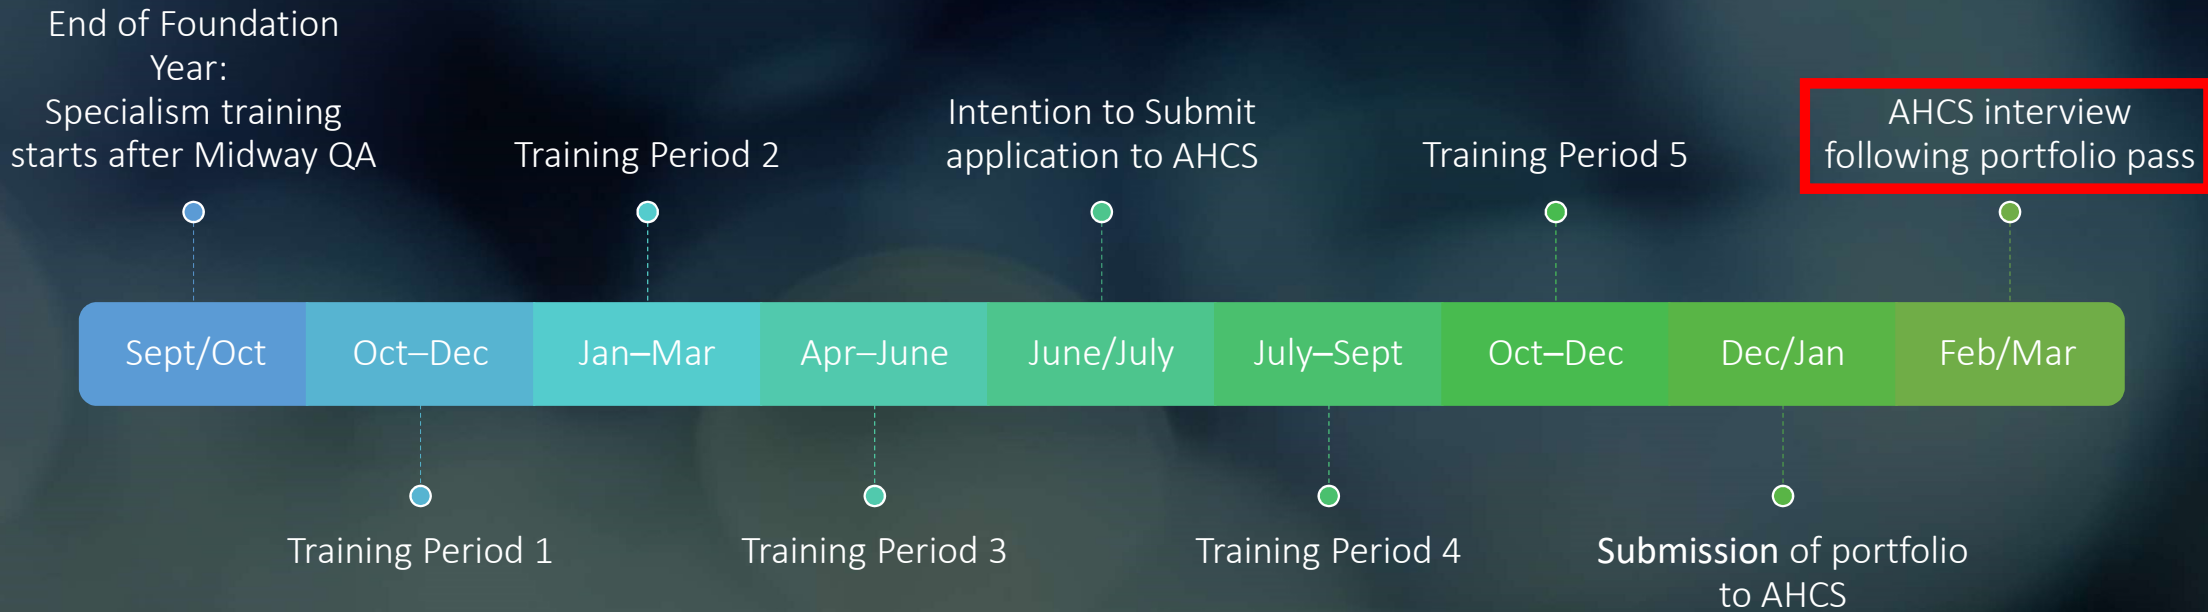 End of Foundation
Year:
Specialism training
starts after Midway QA
Training Period 2
Intention to Submit
application to AHCS
Training Period 5
AHCS interview
following portfolio pass
Sept/Oct
Oct–Dec
Jan–Mar
Apr–June
June/July
July–Sept
Oct–Dec
Dec/Jan
Feb/Mar
Training Period 1
Training Period 3
Training Period 4
Submission of portfolio
to AHCS